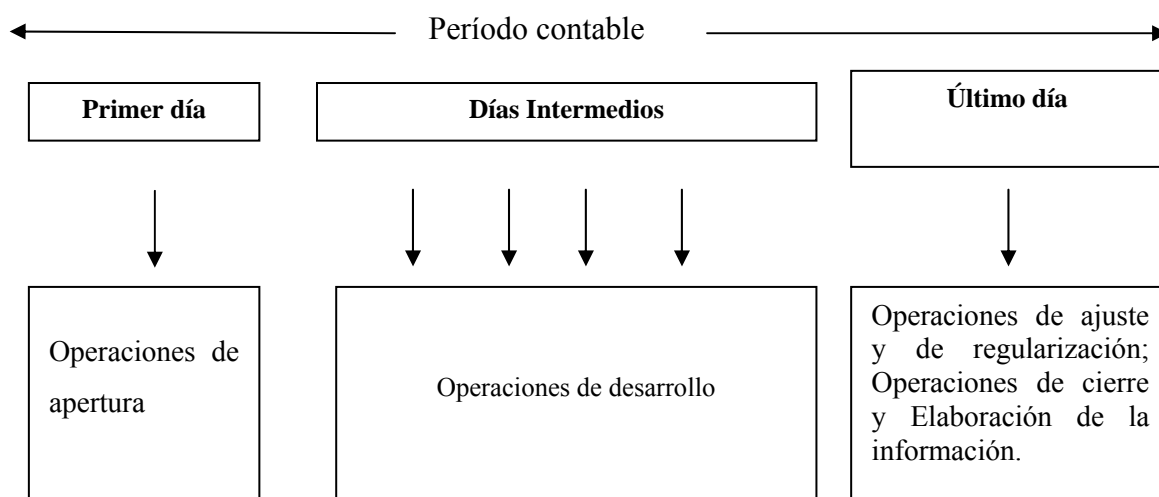 Período contable
Primer día
Días Intermedios
Último día
Operaciones de
apertura
Operaciones de desarrollo
Operaciones de ajuste
y de regularización;
Operaciones de cierre
y Elaboración de la
información.